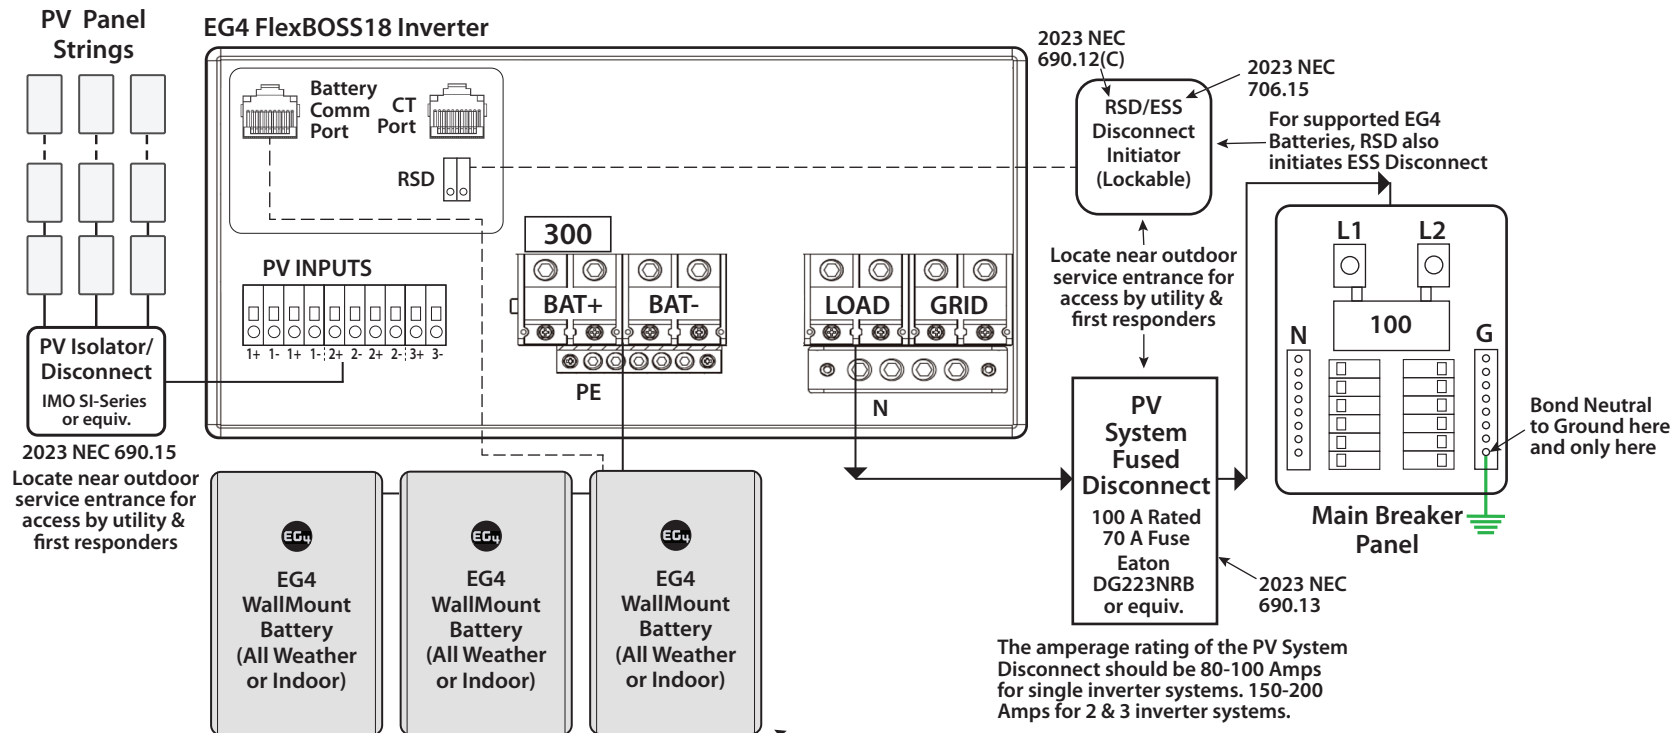 PV Panel
Strings
EG4 FlexBOSS18 Inverter
Battery
Comm
Port
CT
Port
RSD
2023 NEC
690.12(C)
2023 NEC
706.15
RSD/ESS
Disconnect
Initiator
(Lockable)
For supported EG4
Batteries, RSD also
initiates ESS Disconnect
300
PV INPUTS
BAT+ BAT-
LOAD GRID
1+ 1- 1+ 1- 2+ 2- 2+ 2- 3+ 3-
PE
N
PV Isolator/
Disconnect
IMO SI-Series
or equiv.
2023 NEC 690.15
Locate near outdoor
service entrance for
access by utility &
first responders
Locate near outdoor
service entrance for
access by utility &
first responders
L1 L2
100
N
G
Bond Neutral
to Ground here
and only here
Main Breaker
Panel
PV
System
Fused
Disconnect
100 A Rated
70 A Fuse
Eaton
DG223NRB
or equiv.
2023 NEC
690.13
The amperage rating of the PV System
Disconnect should be 80-100 Amps
for single inverter systems. 150-200
Amps for 2 & 3 inverter systems.
EG4
EG4
WallMount
Battery
(All Weather
or Indoor)
EG4
EG4
WallMount
Battery
(All Weather
or Indoor)
EG4
EG4
WallMount
Battery
(All Weather
or Indoor)